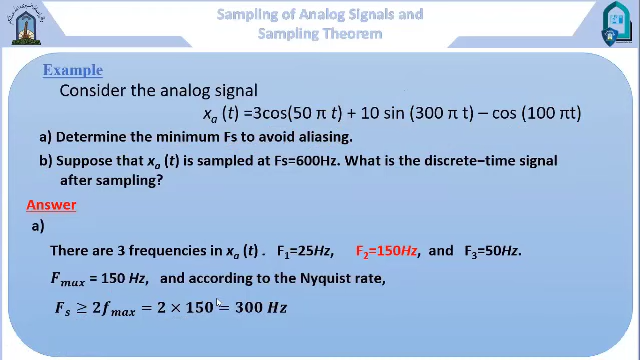 Sampling of Analog Signals and
Sampling Theorem
Example
Consider the analog signal
xₐ (t) =3cos(50 π t) + 10 sin (300 π t) – cos (100 πt)
a) Determine the minimum Fs to avoid aliasing.
b) Suppose that xₐ (t) is sampled at Fs=600Hz. What is the discrete–time signal
after sampling?
Answer
a)
There are 3 frequencies in xₐ (t) . F₁=25Hz, F₂=150Hz, and F₃=50Hz.
Fₘₐₓ = 150 Hz, and according to the Nyquist rate,
Fₛ ≥ 2fₘₐₓ = 2 × 150 = 300 Hz